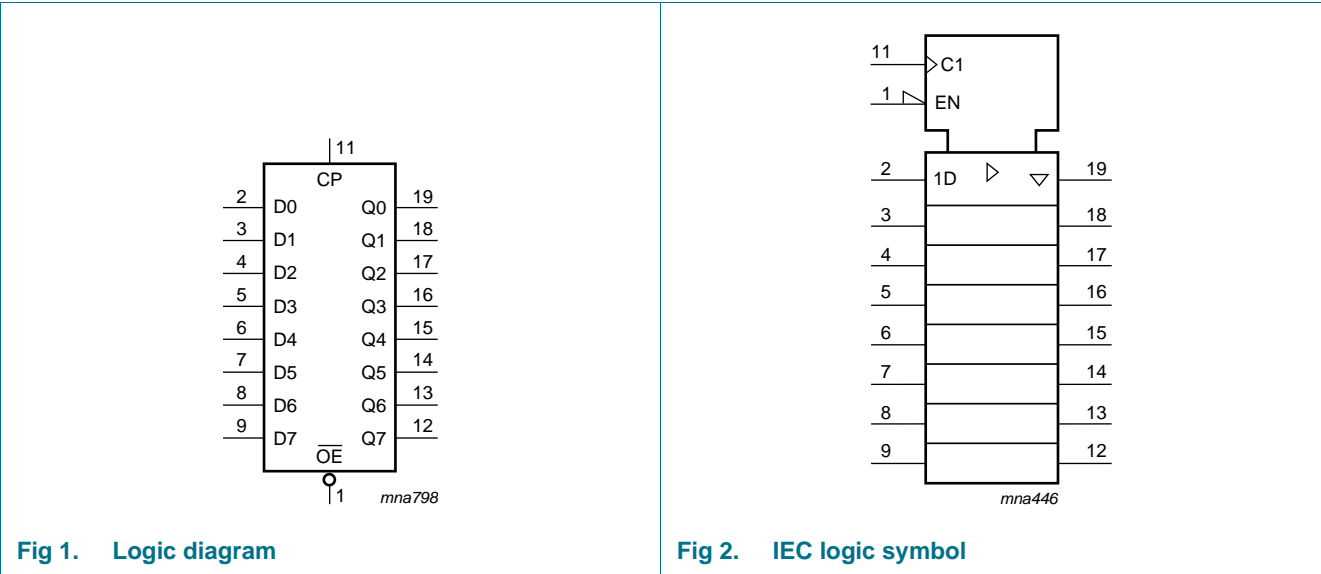 11
CP
2 D0 Q0 19
3 D1 Q1 18
4 D2 Q2 17
5 D3 Q3 16
6 D4 Q4 15
7 D5 Q5 14
8 D6 Q6 13
9 D7 Q7 12
OE
1 mna798
Fig 1. Logic diagram
11 C1
1 EN
2 1D 19
3 18
4 17
5 16
6 15
7 14
8 13
9 12
mna446
Fig 2. IEC logic symbol